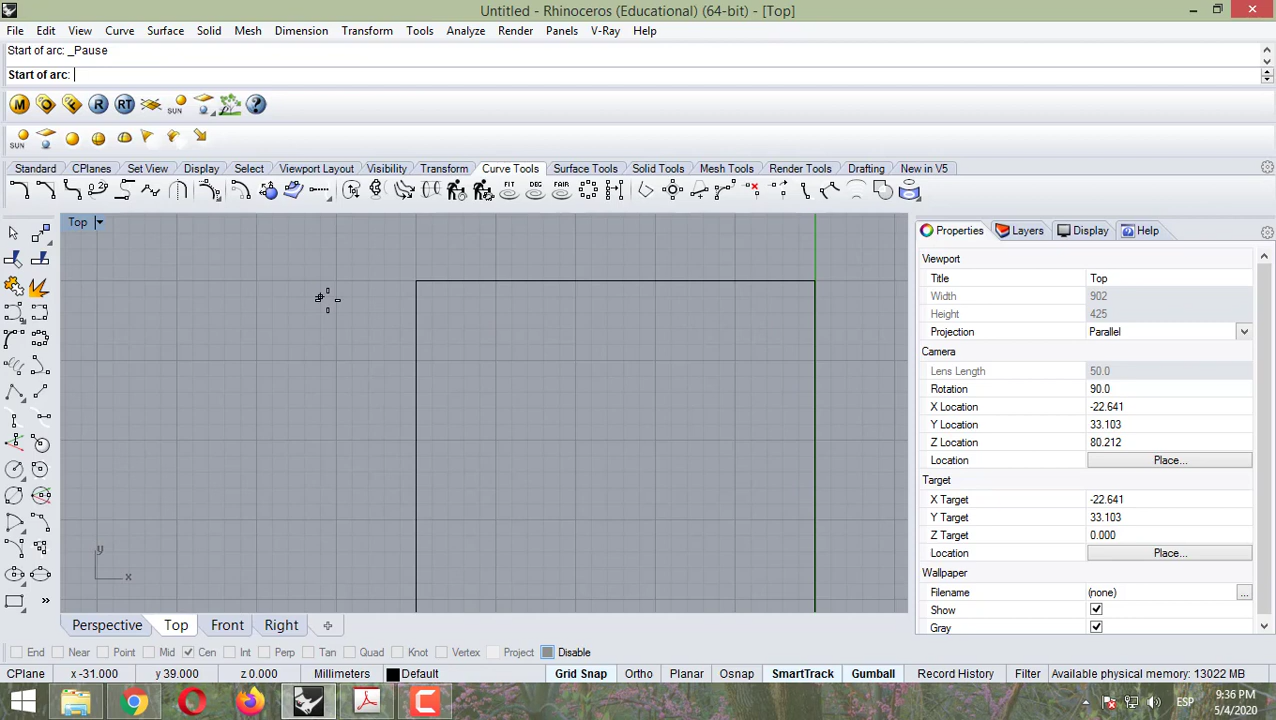 Untitled - Rhinoceros (Educational) (64-bit) - [Top]
File Edit View Curve Surface Solid Mesh Dimension Transform Tools Analyze Render Panels V-Ray Help
Start of arc: _Pause
Start of arc:
M O F R RT SUN ?
SUN
Standard CPlanes Set View Display Select Viewport Layout Visibility Transform Curve Tools Surface Tools Solid Tools Mesh Tools Render Tools Drafting New in V5
FIT DEG FAIR
Top
Properties Layers Display Help
Viewport
Title Top
Width 902
Height 425
Projection Parallel
Camera
Lens Length 50.0
Rotation 90.0
X Location -22.641
Y Location 33.103
Z Location 80.212
Location Place...
Target
X Target -22.641
Y Target 33.103
Z Target 0.000
Location Place...
Wallpaper
Filename (none) ...
Show
Gray
y
x
Perspective Top Front Right
End Near Point Mid Cen Int Perp Tan Quad Knot Vertex Project Disable
CPlane x -31.000 y 39.000 z 0.000 Millimeters Default Grid Snap Ortho Planar Osnap SmartTrack Gumball Record History Filter Available physical memory: 13022 MB
ESP
9:36 PM
5/4/2020